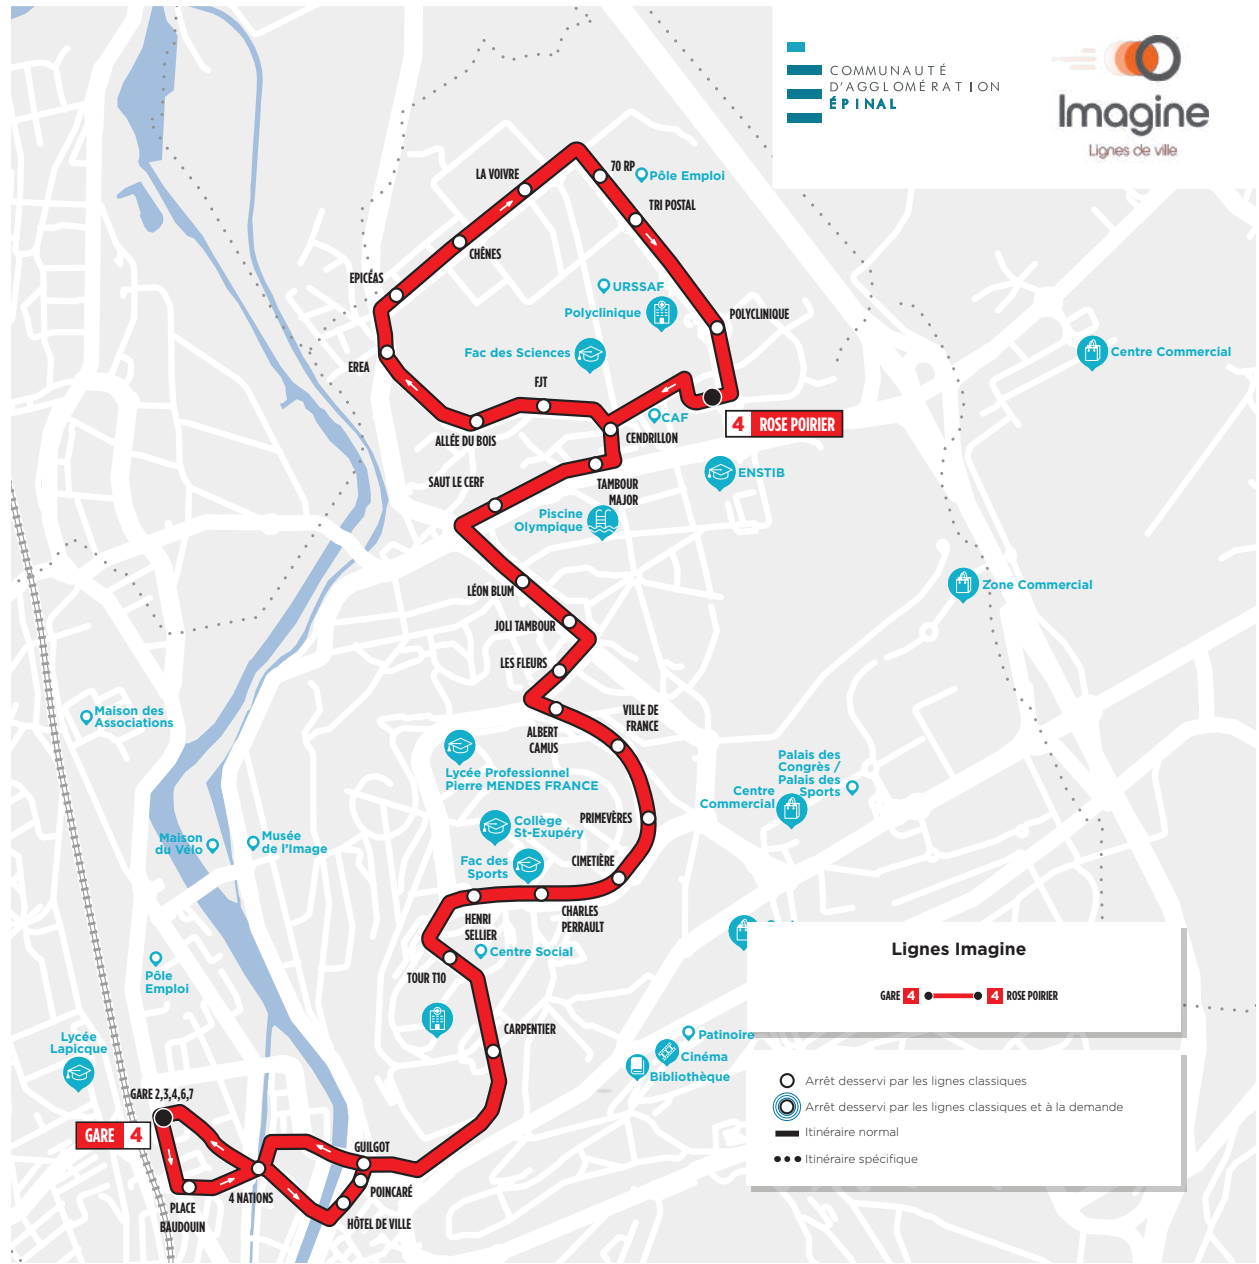 COMMUNAUTÉ
D'AGGLOMÉRATION
ÉPINAL
Imagine
Lignes de ville
LA VOIVRE
70 RP
Pôle Emploi
TRI POSTAL
CHÊNES
EPICÉAS
URSSAF
Polyclinique
POLYCLINIQUE
EREA
Fac des Sciences
Centre Commercial
FJT
CAF
4 ROSE POIRIER
ALLÉE DU BOIS
CENDRILLON
SAUT LE CERF
TAMBOUR
MAJOR
ENSTIB
Piscine
Olympique
LÉON BLUM
Zone Commercial
JOLI TAMBOUR
LES FLEURS
Maison des
Associations
ALBERT
CAMUS
VILLE DE
FRANCE
Lycée Professionnel
Pierre MENDES FRANCE
Palais des
Congrès /
Palais des
Sports
Centre
Commercial
PRIMEVÈRES
Collège
St-Exupéry
Maison
du Vélo
Musée
de l'Image
Fac des
Sports
CIMETIÈRE
HENRI
SELLIER
CHARLES
PERRAULT
Centre Social
TOUR T10
Pôle
Emploi
CARPENTIER
Lycée
Lapicque
Patinoire
Cinéma
Bibliothèque
GARE 2,3,4,6,7
GARE 4
GUILGOT
POINCARÉ
4 NATIONS
HÔTEL DE VILLE
PLACE
BAUDOUIN
Lignes Imagine
GARE 4 4 ROSE POIRIER
Arrêt desservi par les lignes classiques
Arrêt desservi par les lignes classiques et à la demande
Itinéraire normal
Itinéraire spécifique